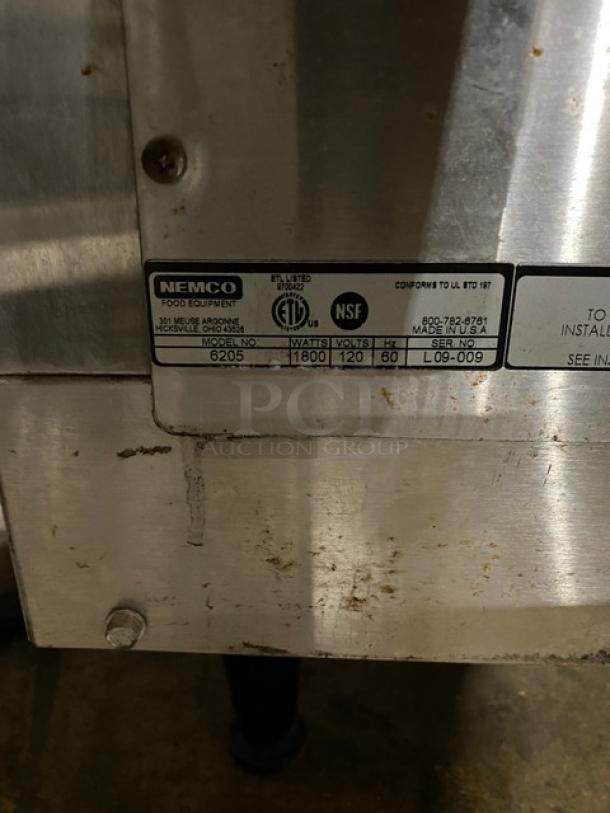 NEMCO
FOOD EQUIPMENT
301 MEUSE ARGONNE
HICKSVILLE, OHIO 43526
ETL LISTED
9700422
ETL
US
NSF
CONFORMS TO UL STD 197
800-782-6761
MADE IN U.S.A.
MODEL NO WATTS VOLTS Hz SER. NO
6205 1800 120 60 L09-009
TO
INSTALL
SEE IN
PCI
AUCTION GROUP